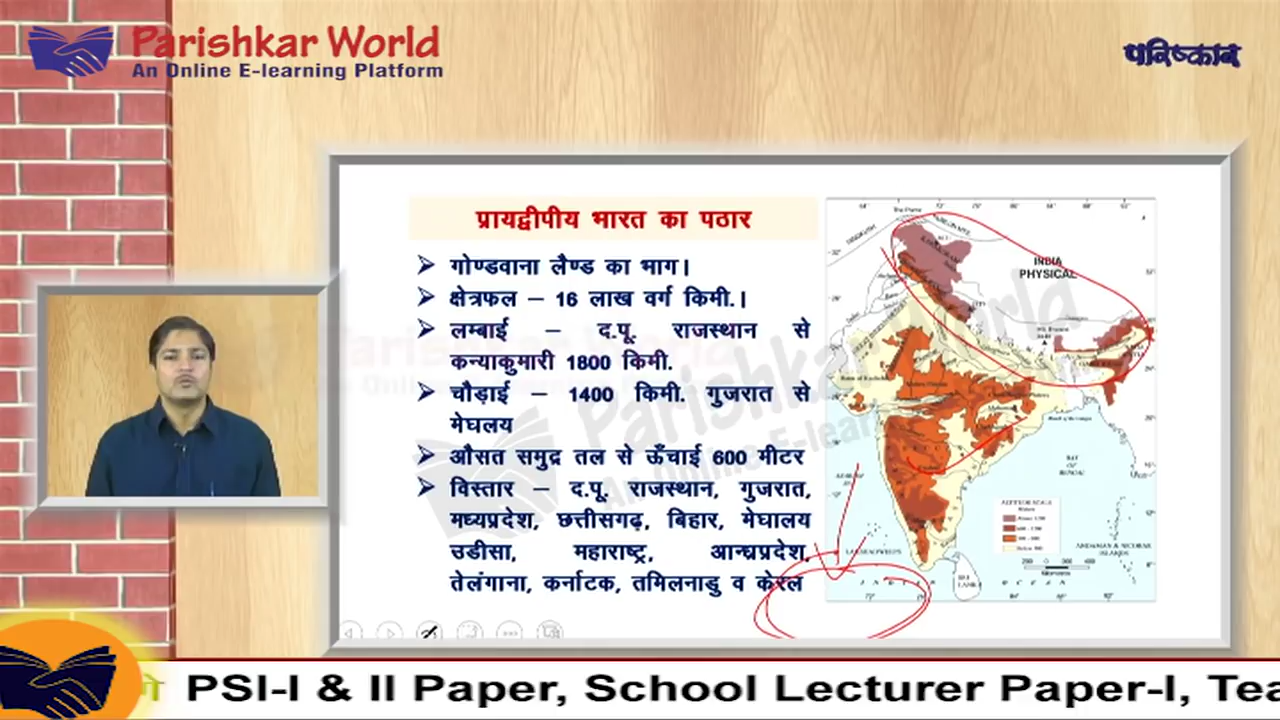 Parishkar World
An Online E-learning Platform
परिष्कार
प्रायद्वीपीय भारत का पठार
गोण्डवाना लैण्ड का भाग।
क्षेत्रफल – 16 लाख वर्ग किमी.।
लम्बाई – द.पू. राजस्थान से
कन्याकुमारी 1800 किमी.
चौड़ाई – 1400 किमी. गुजरात से
मेघलय
औसत समुद्र तल से ऊँचाई 600 मीटर
विस्तार – द.पू. राजस्थान, गुजरात,
मध्यप्रदेश, छत्तीसगढ़, बिहार, मेघालय
उडीसा, महाराष्ट्र, आन्ध्रप्रदेश,
तेलंगाना, कर्नाटक, तमिलनाडु व केरल
INDIA
PHYSICAL
BAY
OF
BENGAL
ANDAMAN & NICOBAR
ISLANDS
SRI
LANKA
INDIAN OCEAN
PSI-I & II Paper, School Lecturer Paper-I, Tea